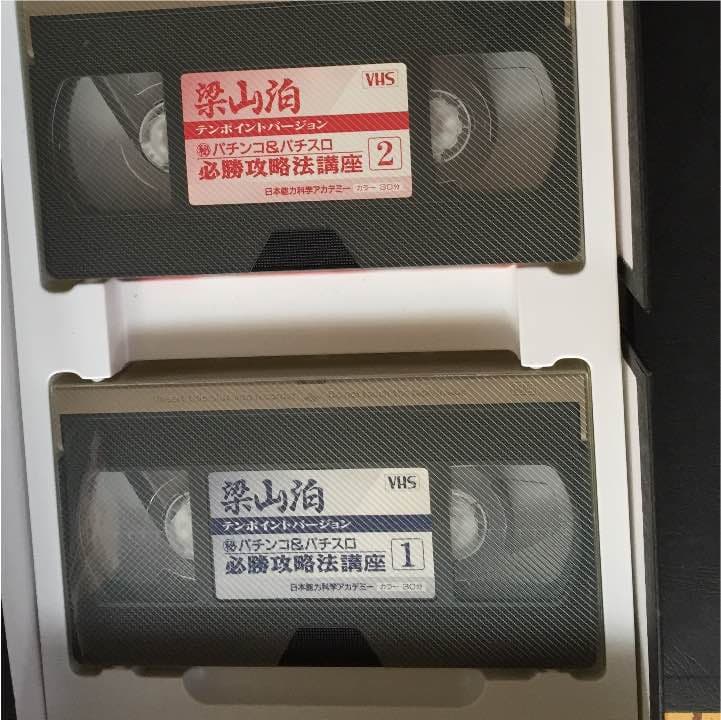 梁山泊
VHS
テンポイントバージョン
㊙パチンコ&パチスロ
必勝攻略法講座 2
日本能力科学アカデミー カラー 30分
梁山泊
VHS
テンポイントバージョン
㊙パチンコ&パチスロ
必勝攻略法講座 1
日本能力科学アカデミー カラー 30分